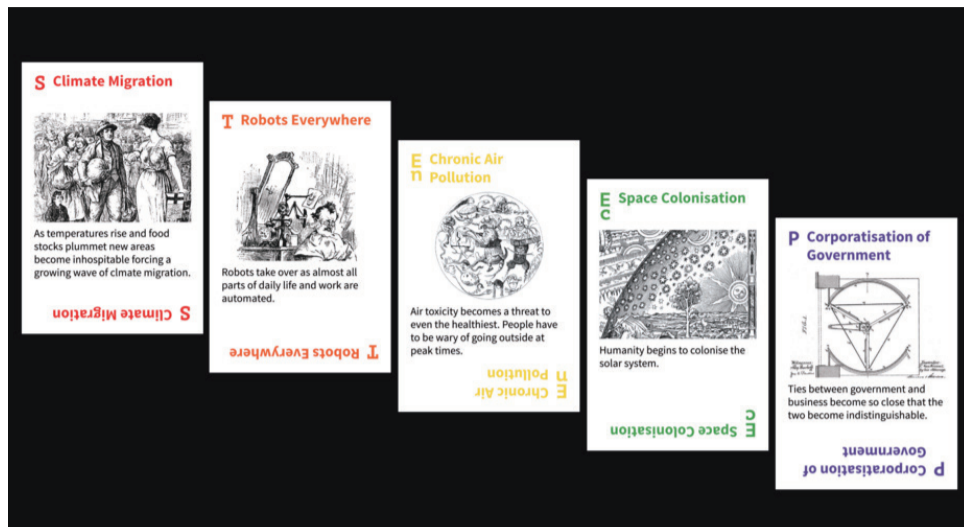 S Climate Migration
As temperatures rise and food
stocks plummet new areas
become inhospitable forcing a
growing wave of clmate migration.
S Climate Migration
T Robots Everywhere
Robots take over as almost all
parts of daily life and work are
automated.
T Robots Everywhere
En Chronic Air
Pollution
Air toxicity becomes a threat to
even the healthiest. People have
to be wary of going outside at
peak times.
En Chronic Air
Pollution
Ec Space Colonisation
Humanity begins to colonise the
solar system.
Ec Space Colonisation
P Corporatisation of
Government
Ties between government and
business become so close that the
two become indistinguishable.
P Corporatisation of
Government